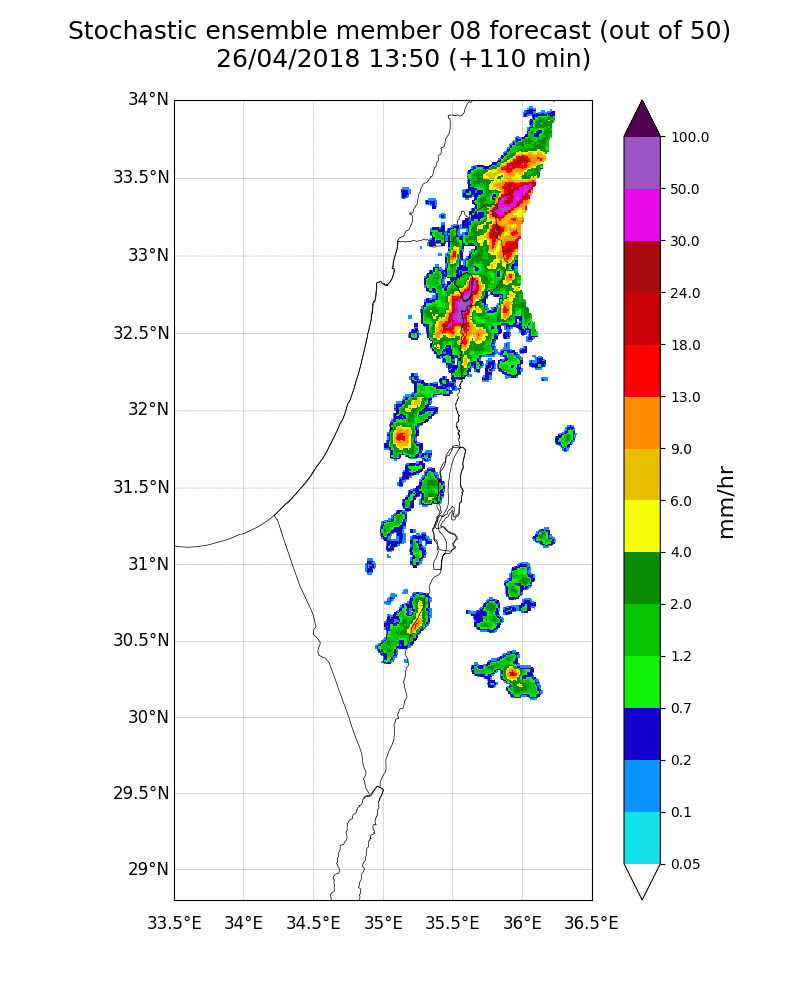 Stochastic ensemble member 08 forecast (out of 50)
26/04/2018 13:50 (+110 min)
34°N
33.5°N
33°N
32.5°N
32°N
31.5°N
31°N
30.5°N
30°N
29.5°N
29°N
33.5°E
34°E
34.5°E
35°E
35.5°E
36°E
36.5°E
100.0
50.0
30.0
24.0
18.0
13.0
9.0
6.0
4.0
2.0
1.2
0.7
0.2
0.1
0.05
mm/hr